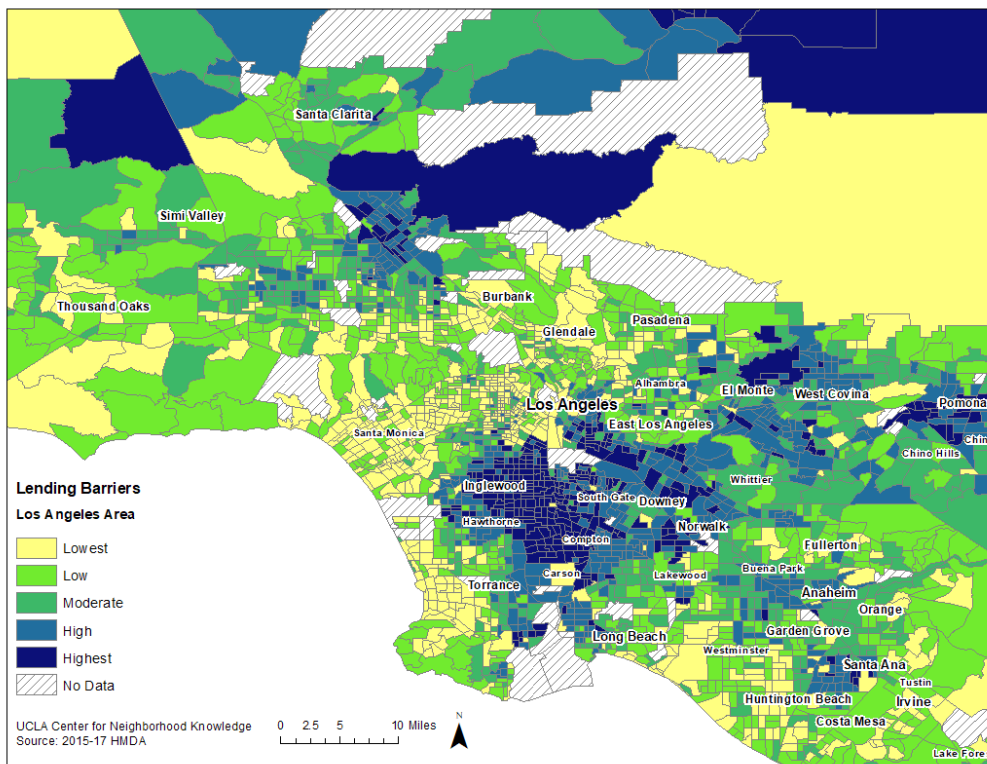 Santa Clarita
Simi Valley
Thousand Oaks
Burbank
Glendale
Pasadena
Alhambra
El Monte
West Covina
Pomona
Los Angeles
East Los Angeles
Santa Monica
Chin
Chino Hills
Inglewood
South Gate
Downey
Whittier
Hawthorne
Norwalk
Compton
Fullerton
Carson
Lakewood
Buena Park
Torrance
Anaheim
Orange
Long Beach
Garden Grove
Westminster
Santa Ana
Tustin
Huntington Beach
Irvine
Costa Mesa
Lake Fores
Lending Barriers
Los Angeles Area
Lowest
Low
Moderate
High
Highest
No Data
UCLA Center for Neighborhood Knowledge
Source: 2015-17 HMDA
0 2.5 5 10 Miles
N